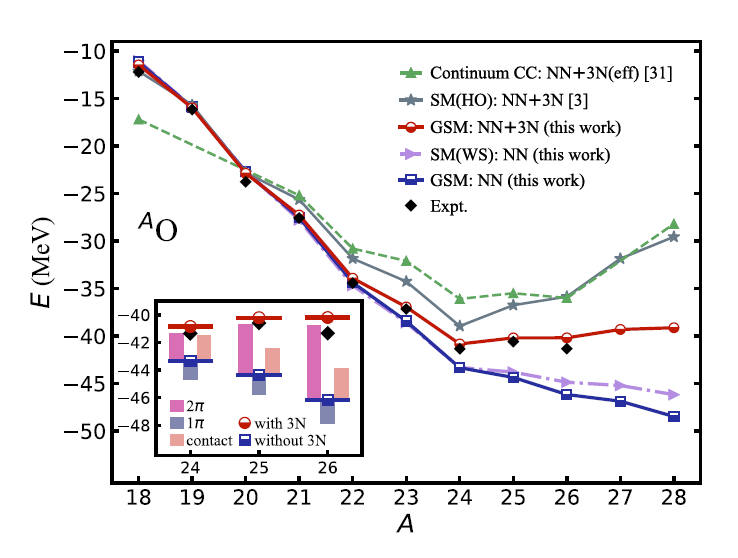 −10
−15
−20
−25
−30
−35
−40
−45
−50
E (MeV)
Continuum CC: NN+3N(eff) [31]
SM(HO): NN+3N [3]
GSM: NN+3N (this work)
SM(WS): NN (this work)
GSM: NN (this work)
Expt.
ᴬO
−40
−42
−44
−46
−48
2π
1π with 3N
contact without 3N
24 25 26
18 19 20 21 22 23 24 25 26 27 28
A